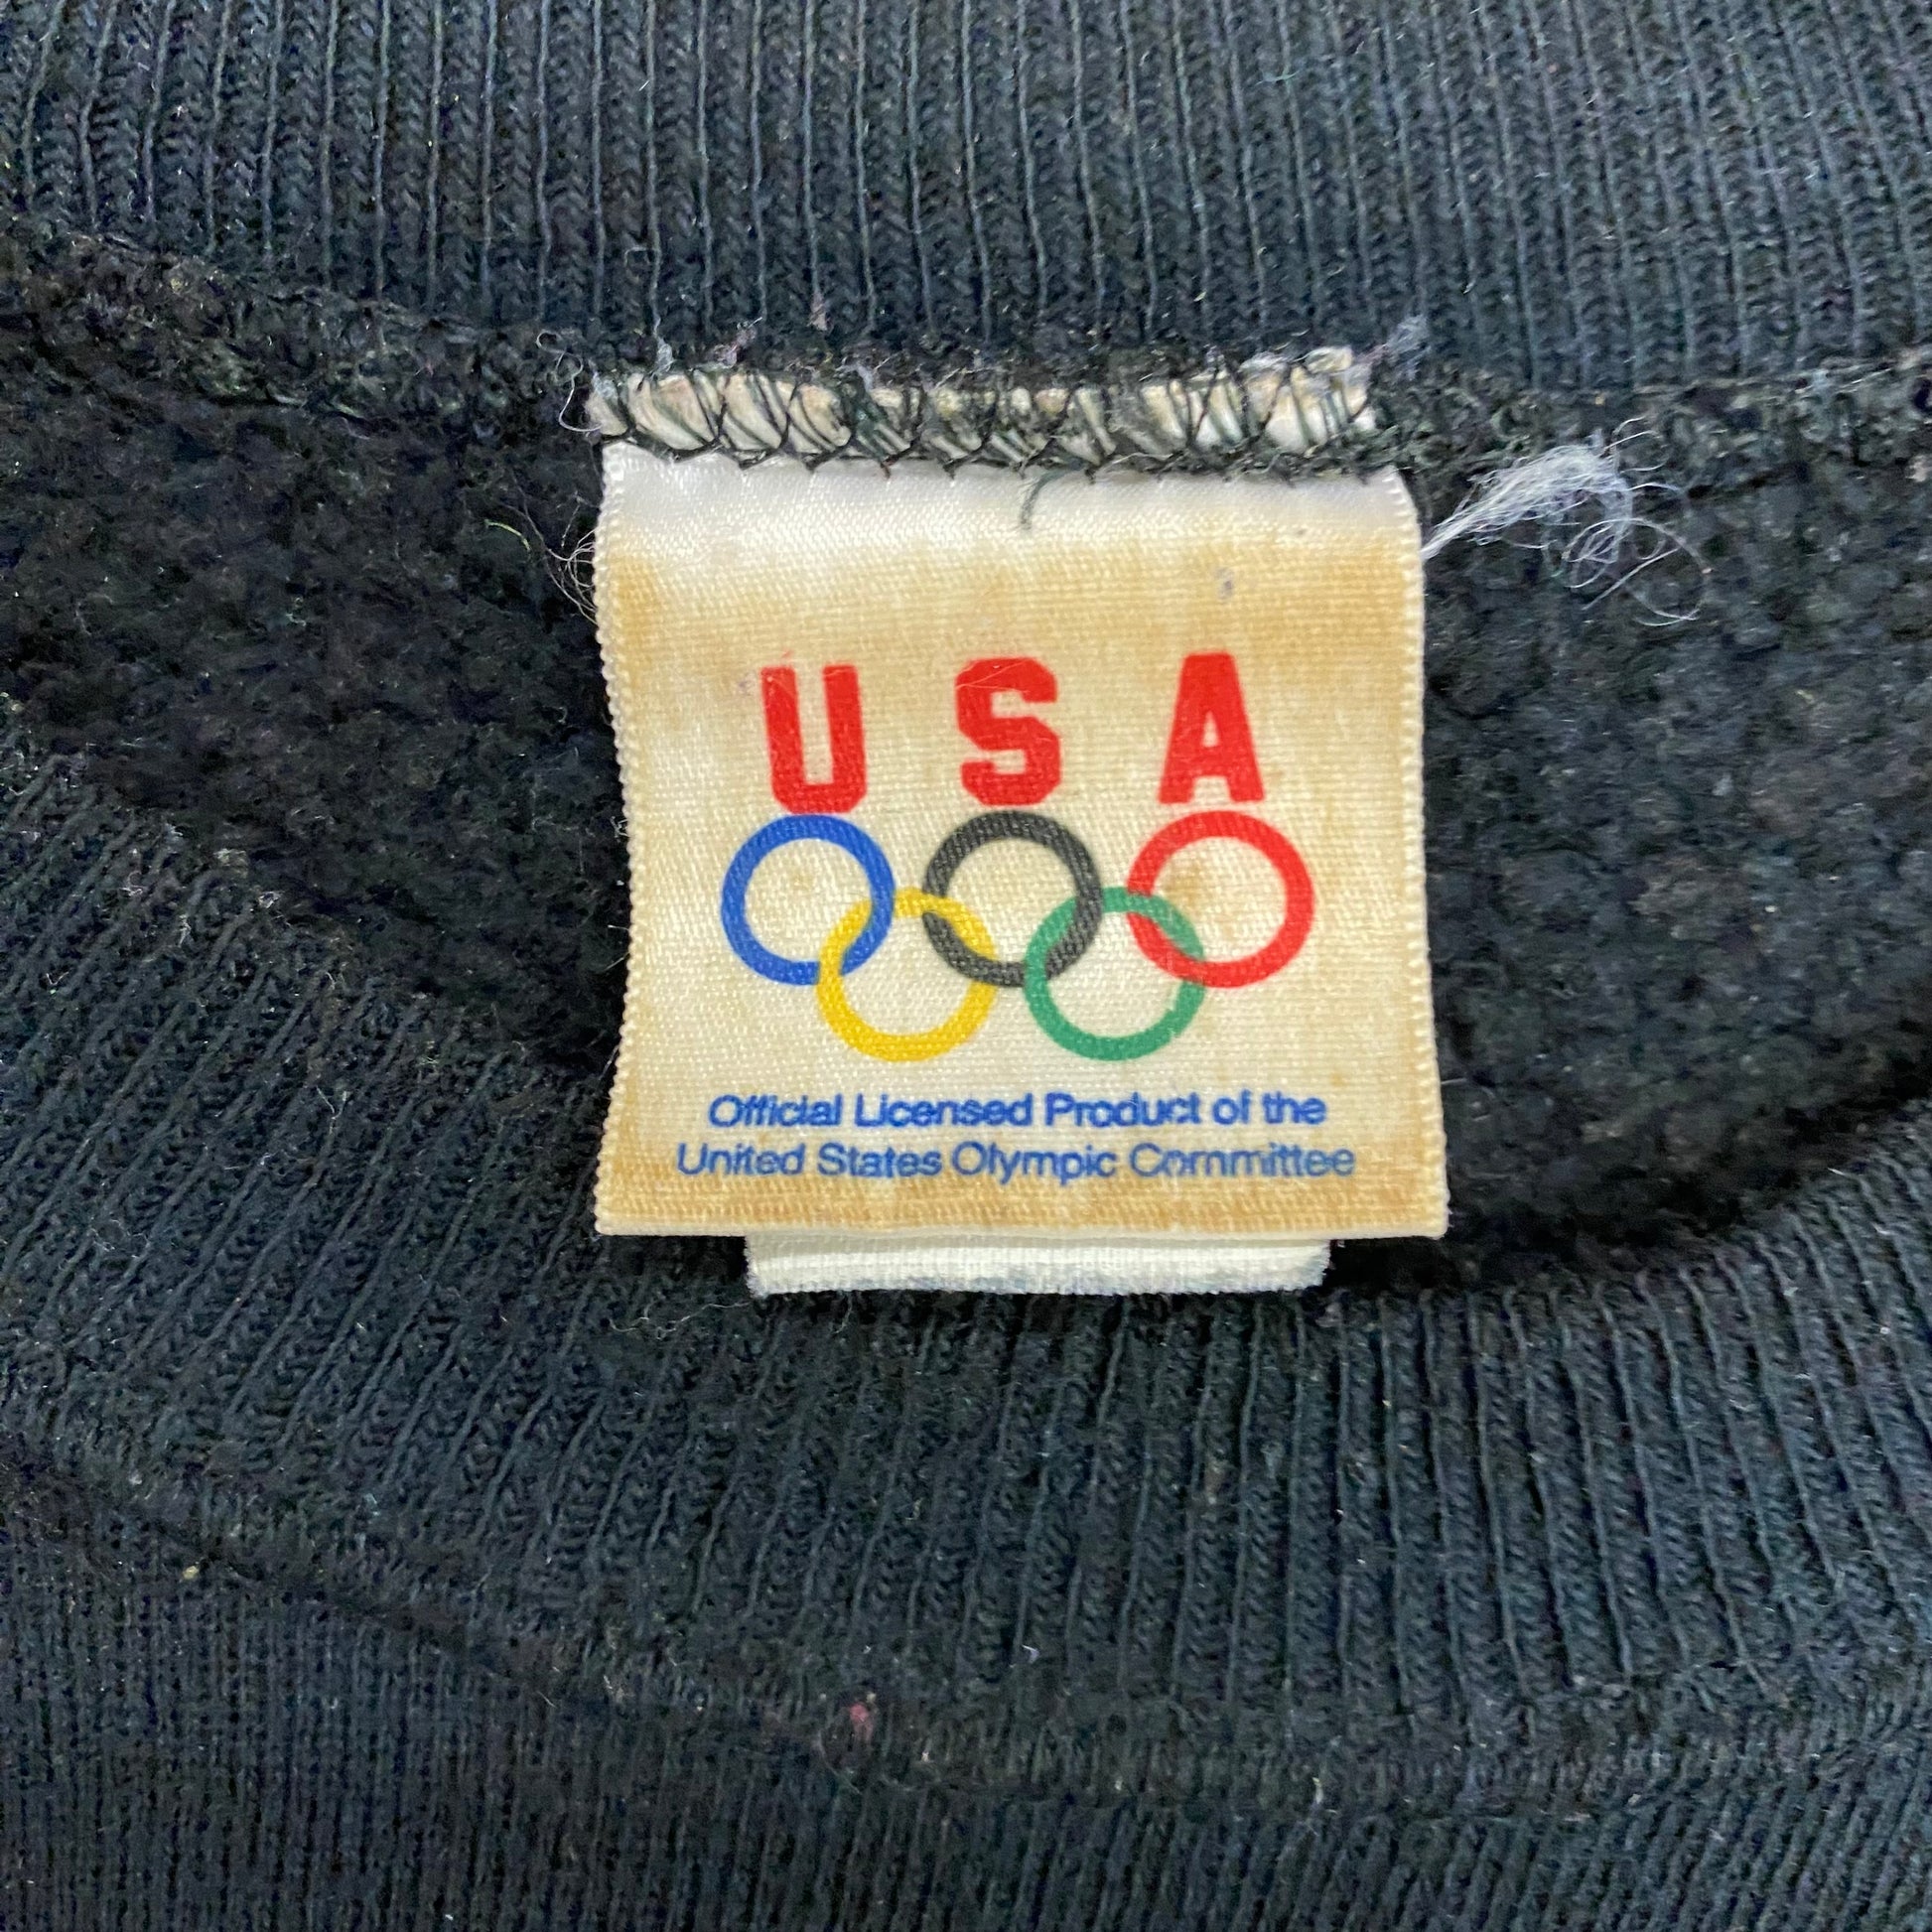 USA
Official Licensed Product of the
United States Olympic Committee